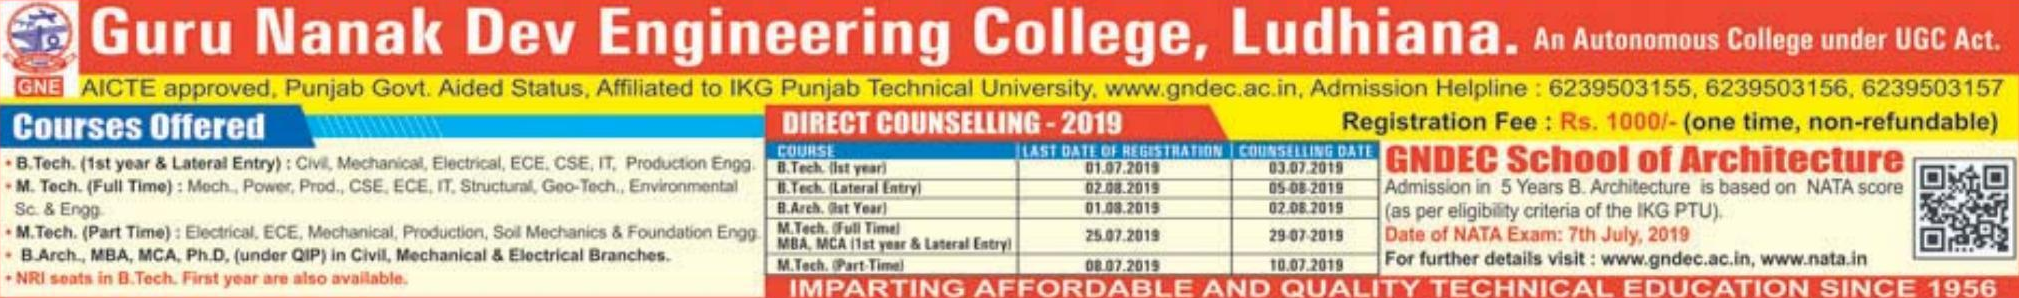 Guru Nanak Dev Engineering College, Ludhiana. An Autonomous College under UGC Act.
GNE AICTE approved, Punjab Govt. Aided Status, Affiliated to IKG Punjab Technical University, www.gndec.ac.in, Admission Helpline : 6239503155, 6239503156, 6239503157
Courses Offered
• B.Tech. (1st year & Lateral Entry) : Civil, Mechanical, Electrical, ECE, CSE, IT, Production Engg.
• M. Tech. (Full Time) : Mech., Power, Prod., CSE, ECE, IT, Structural, Geo-Tech., Environmental
Sc. & Engg.
• M.Tech. (Part Time) : Electrical, ECE, Mechanical, Production, Soil Mechanics & Foundation Engg.
• B.Arch., MBA, MCA, Ph.D, (under QIP) in Civil, Mechanical & Electrical Branches.
• NRI seats in B.Tech. First year are also available.
DIRECT COUNSELLING - 2019
COURSE LAST DATE OF REGISTRATION COUNSELLING DATE
B.Tech. (Ist year) 01.07.2019 03.07.2019
B.Tech. (Lateral Entry) 02.08.2019 05-08-2019
B.Arch. (Ist Year) 01.08.2019 02.08.2019
M.Tech. (Full Time)
MBA, MCA (1st year & Lateral Entry) 25.07.2019 29-07-2019
M.Tech. (Part-Time) 08.07.2019 10.07.2019
Registration Fee : Rs. 1000/- (one time, non-refundable)
GNDEC School of Architecture
Admission in 5 Years B. Architecture is based on NATA score
(as per eligibility criteria of the IKG PTU).
Date of NATA Exam: 7th July, 2019
For further details visit : www.gndec.ac.in, www.nata.in
IMPARTING AFFORDABLE AND QUALITY TECHNICAL EDUCATION SINCE 1956